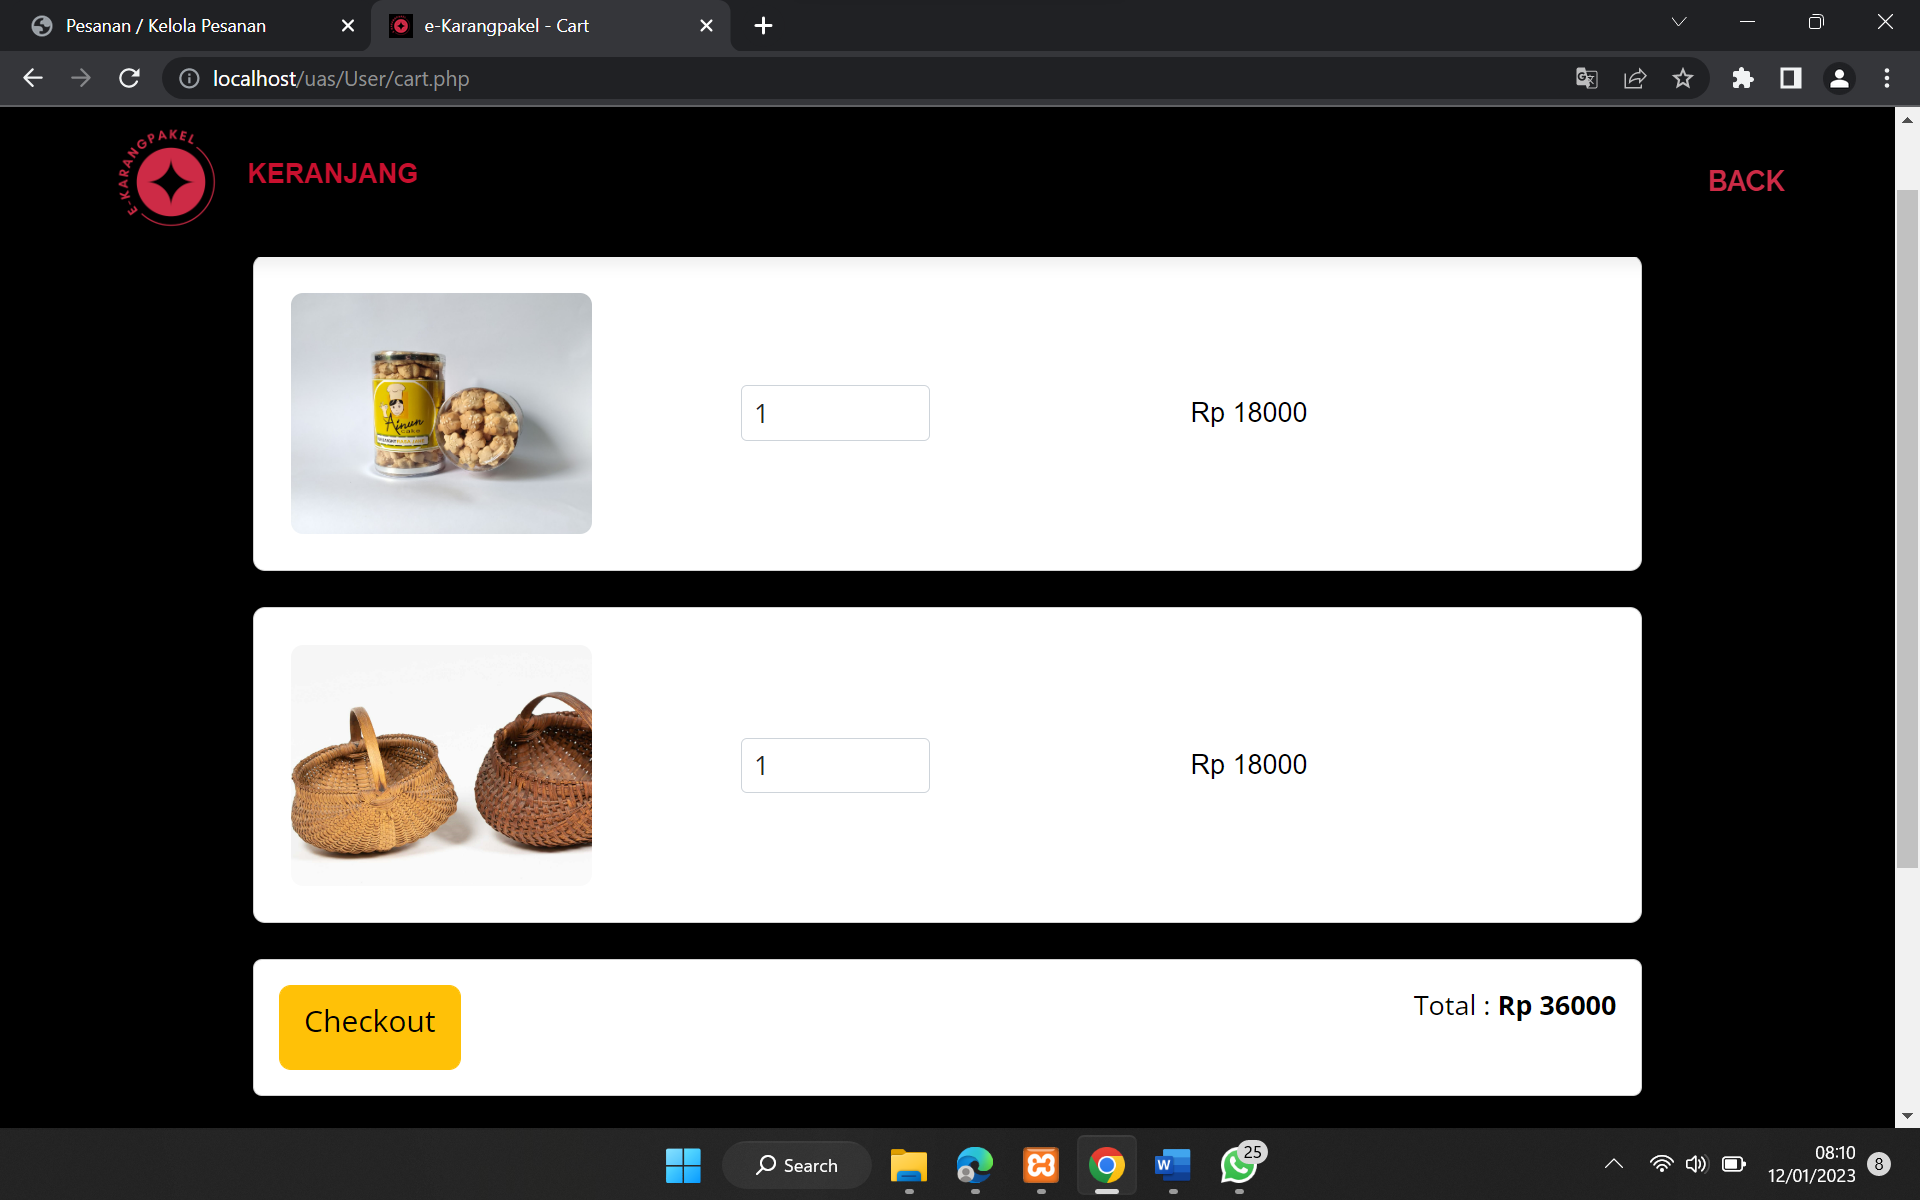 Pesanan / Kelola Pesanan
e-Karangpakel - Cart
localhost/uas/User/cart.php
E-KARANGPAKEL
KERANJANG
BACK
Ainun
cake
1
Rp 18000
1
Rp 18000
Checkout
Total : Rp 36000
Search
25
08:10
12/01/2023
8